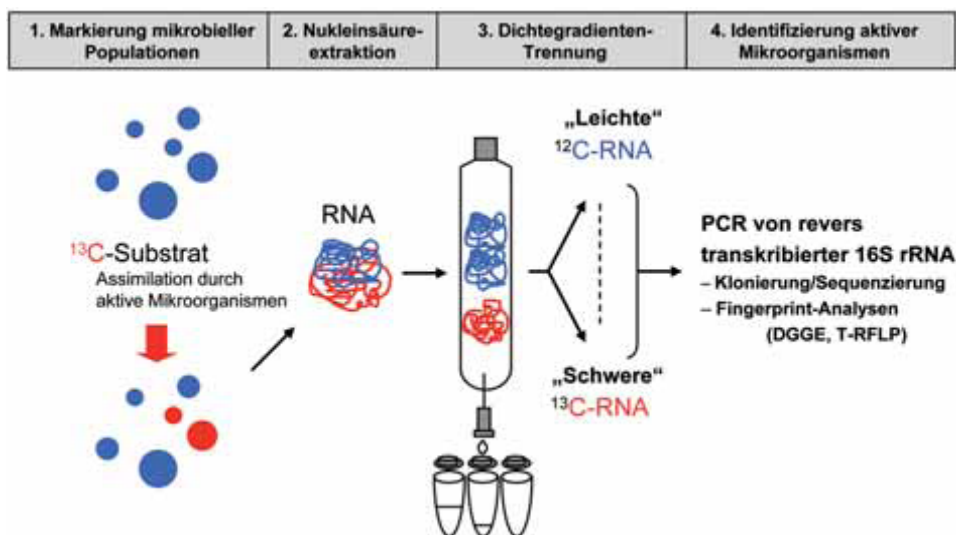 1. Markierung mikrobieller
Populationen
2. Nukleinsäure-
extraktion
3. Dichtegradienten-
Trennung
4. Identifizierung aktiver
Mikroorganismen
¹³C-Substrat
Assimilation durch
aktive Mikroorganismen
RNA
„Leichte“
¹²C-RNA
„Schwere“
¹³C-RNA
PCR von revers
transkribierter 16S rRNA
– Klonierung/Sequenzierung
– Fingerprint-Analysen
(DGGE, T-RFLP)